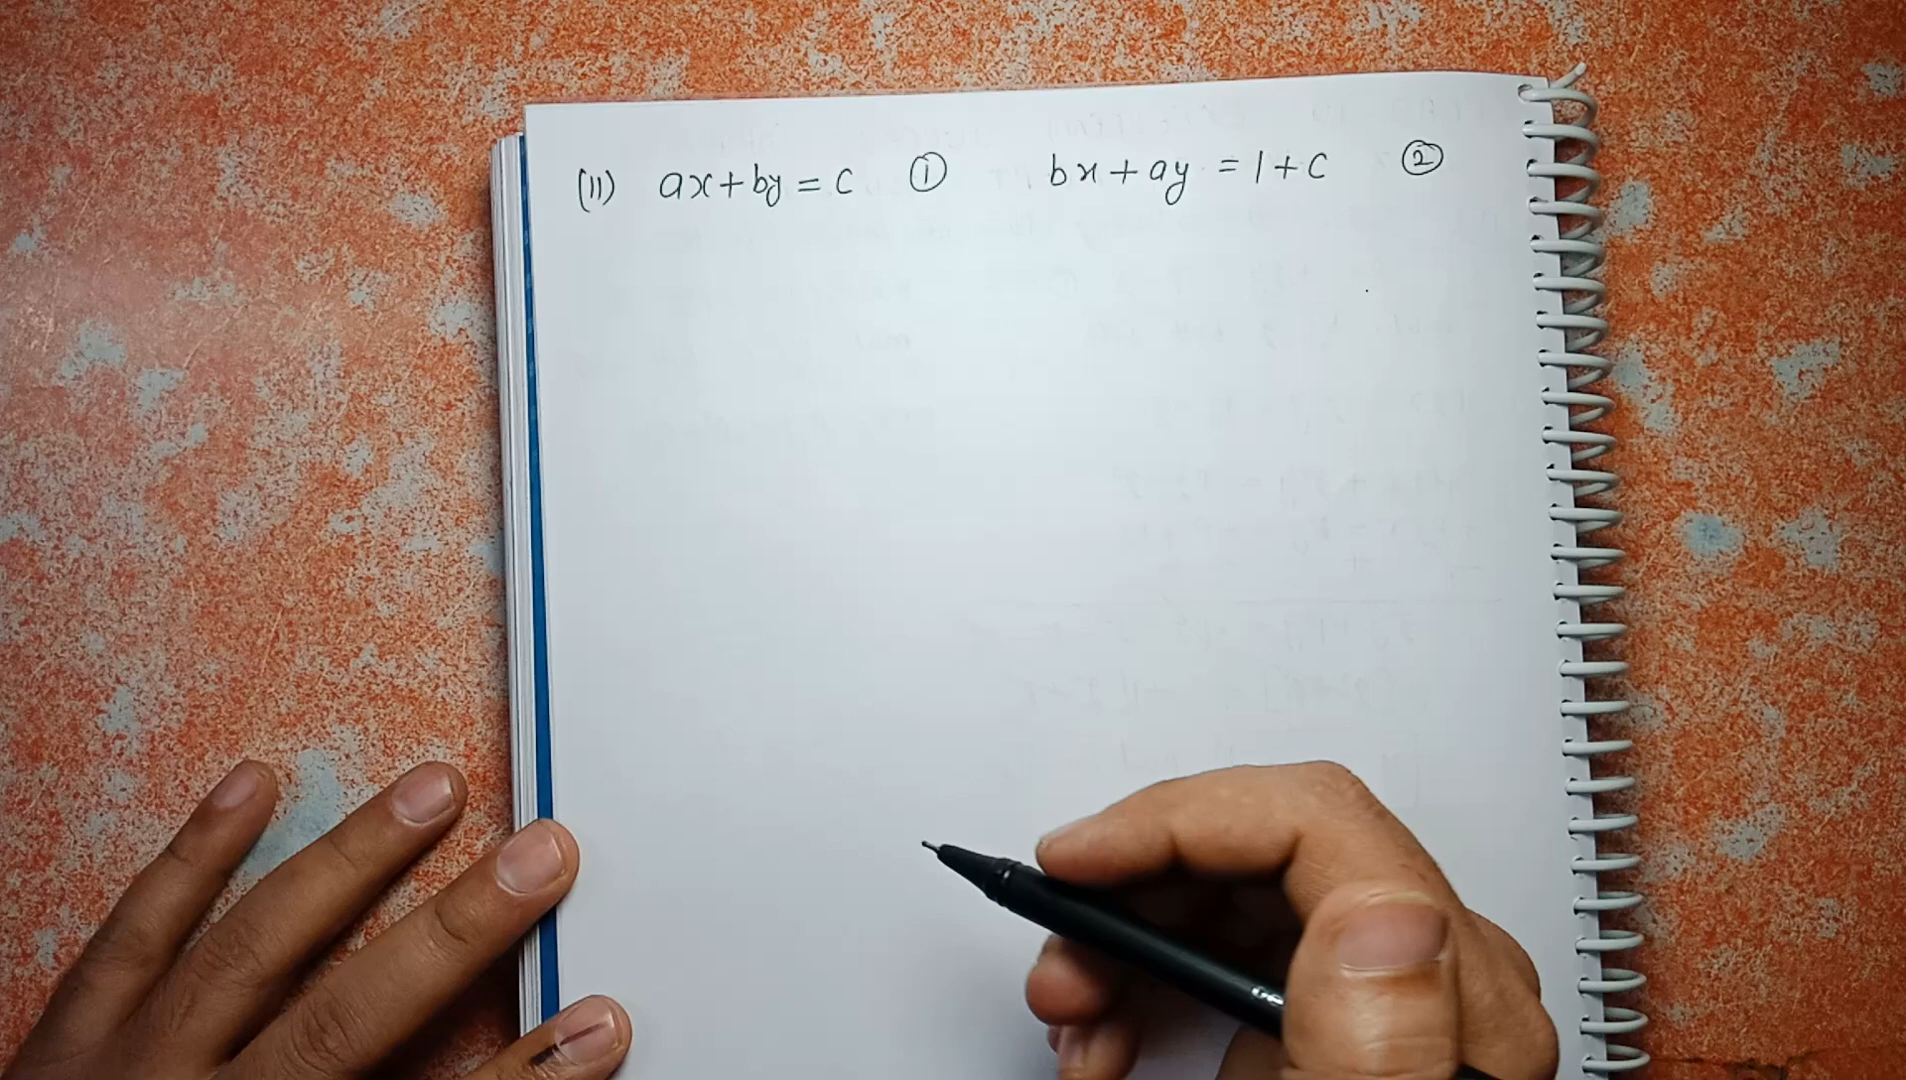 (11) ax+by = c ① bx+ay = 1+c ②